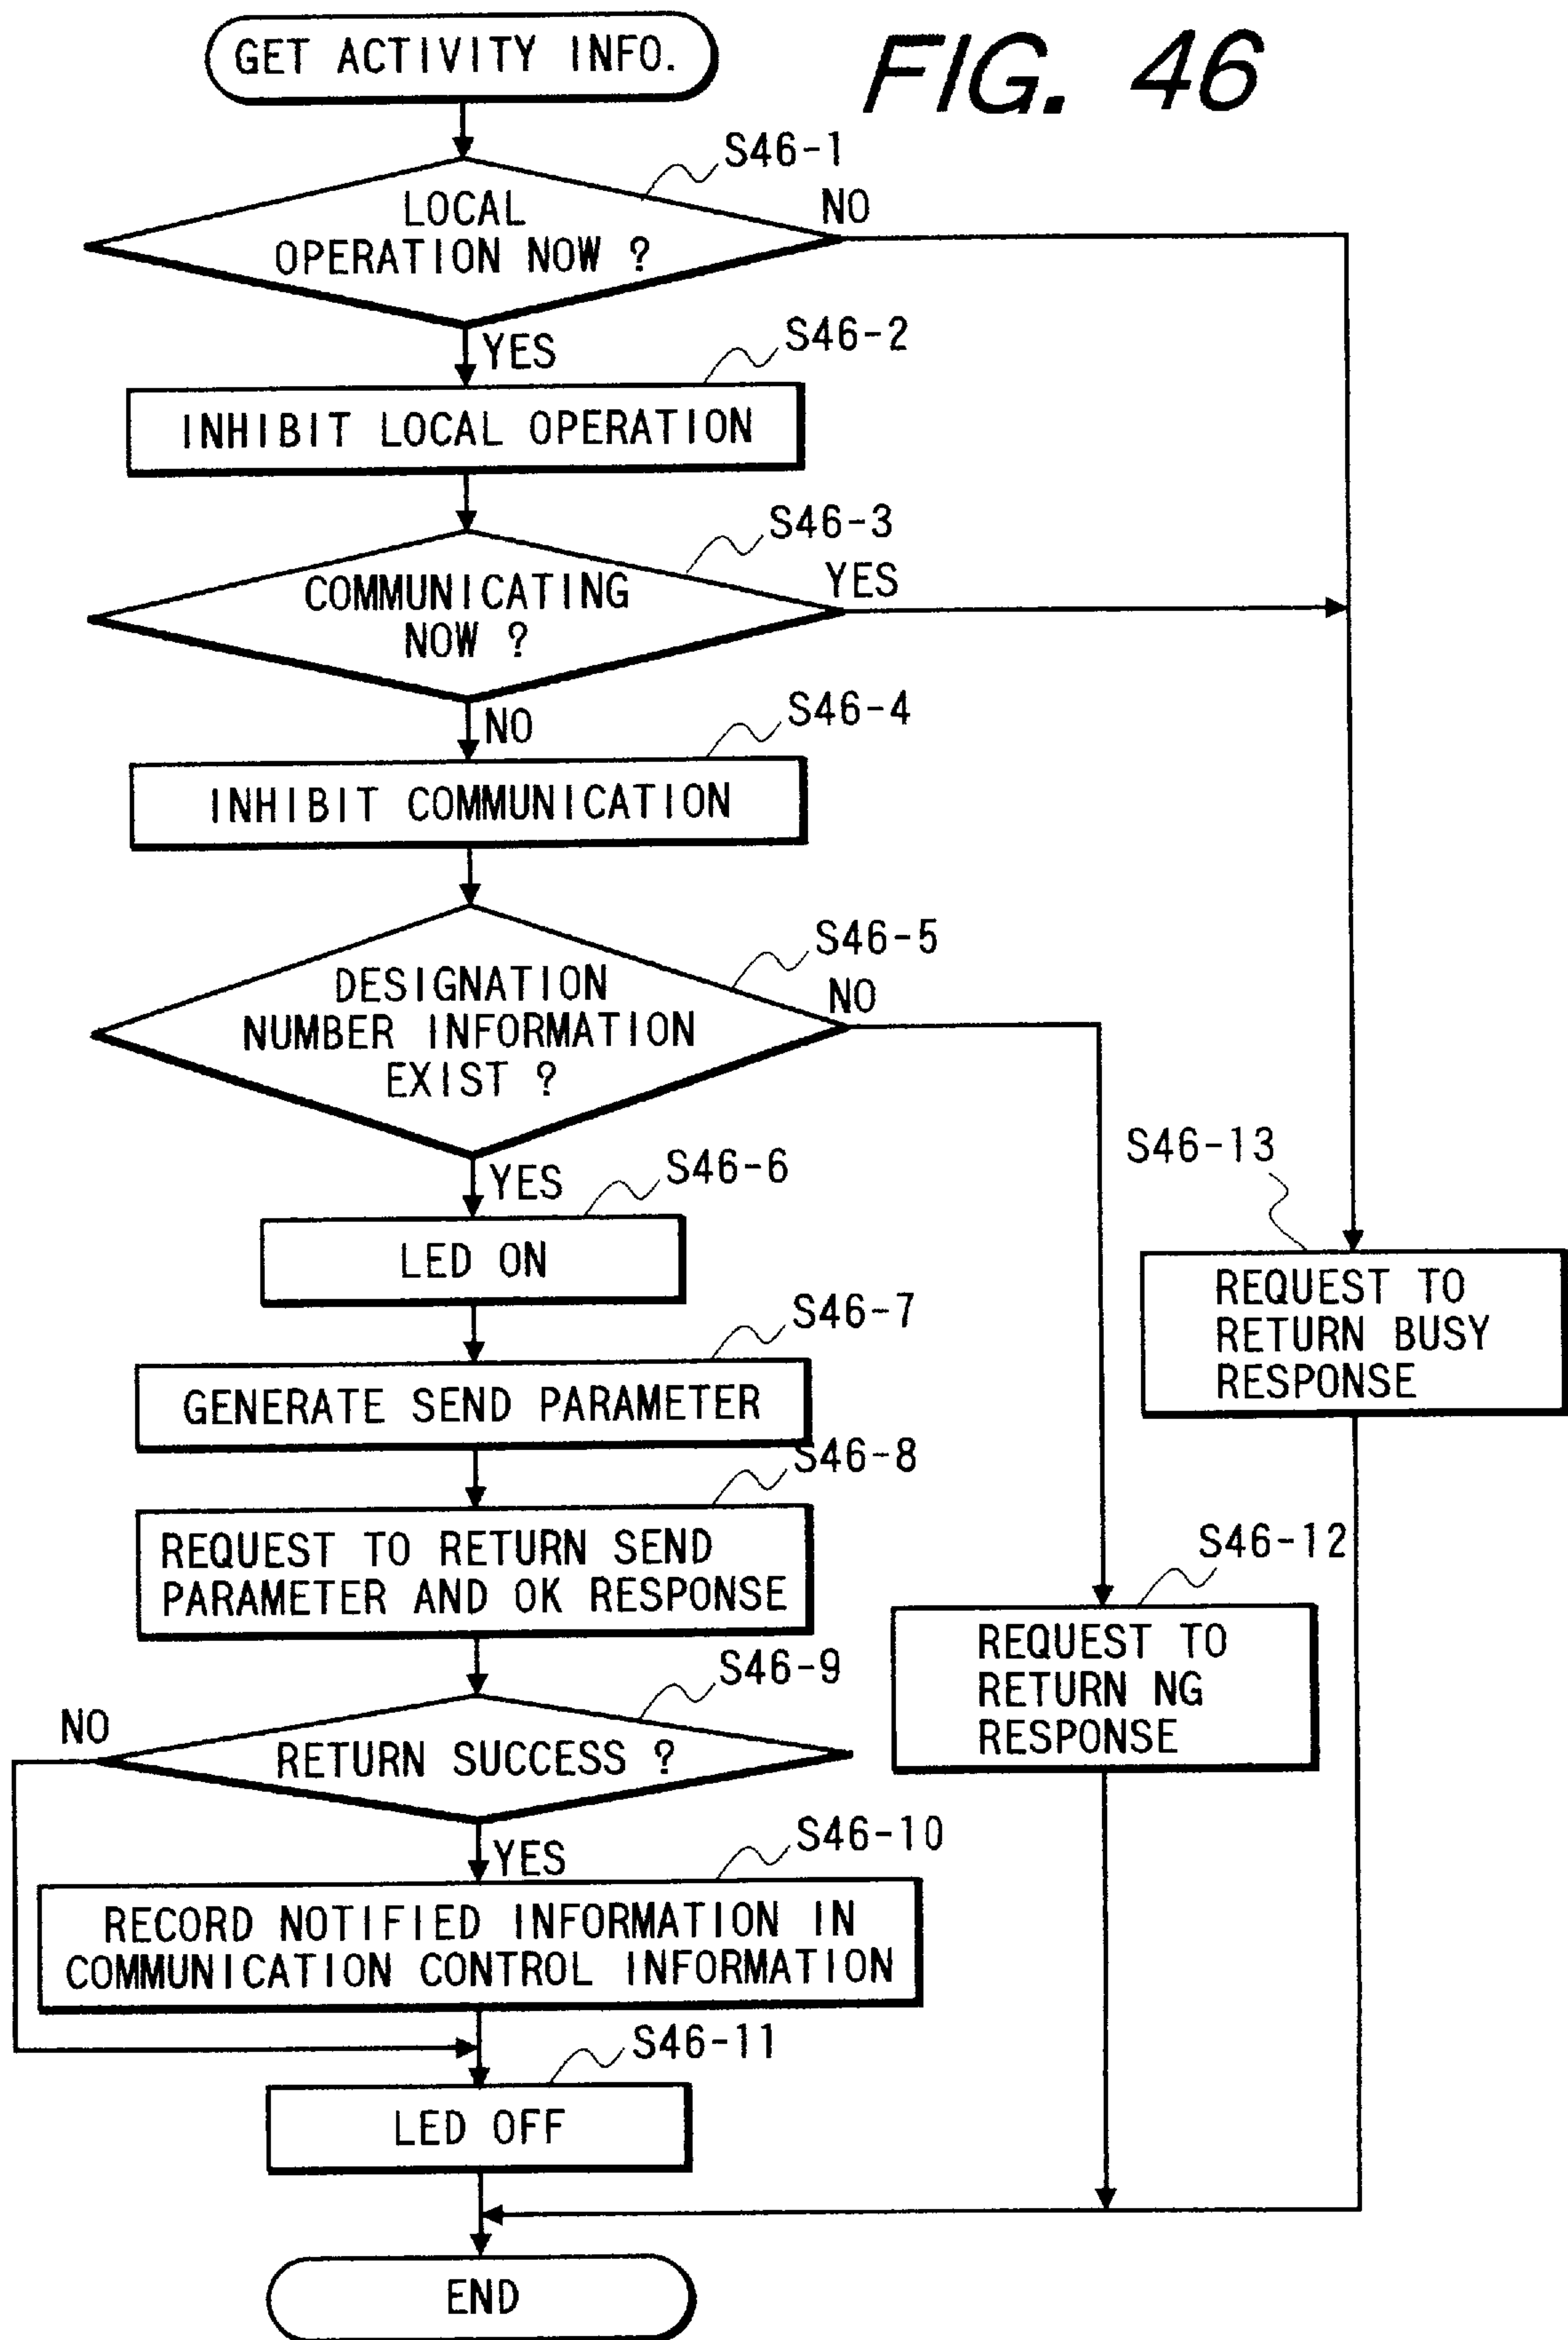 GET ACTIVITY INFO.
FIG. 46
S46-1
LOCAL
OPERATION NOW ?
NO
YES
S46-2
INHIBIT LOCAL OPERATION
S46-3
COMMUNICATING
NOW ?
YES
NO
S46-4
INHIBIT COMMUNICATION
S46-5
DESIGNATION
NUMBER INFORMATION
EXIST ?
NO
YES
S46-6
LED ON
S46-7
GENERATE SEND PARAMETER
S46-8
REQUEST TO RETURN SEND
PARAMETER AND OK RESPONSE
S46-9
RETURN SUCCESS ?
NO
YES
S46-10
RECORD NOTIFIED INFORMATION IN
COMMUNICATION CONTROL INFORMATION
S46-11
LED OFF
S46-12
REQUEST TO
RETURN NG
RESPONSE
S46-13
REQUEST TO
RETURN BUSY
RESPONSE
END